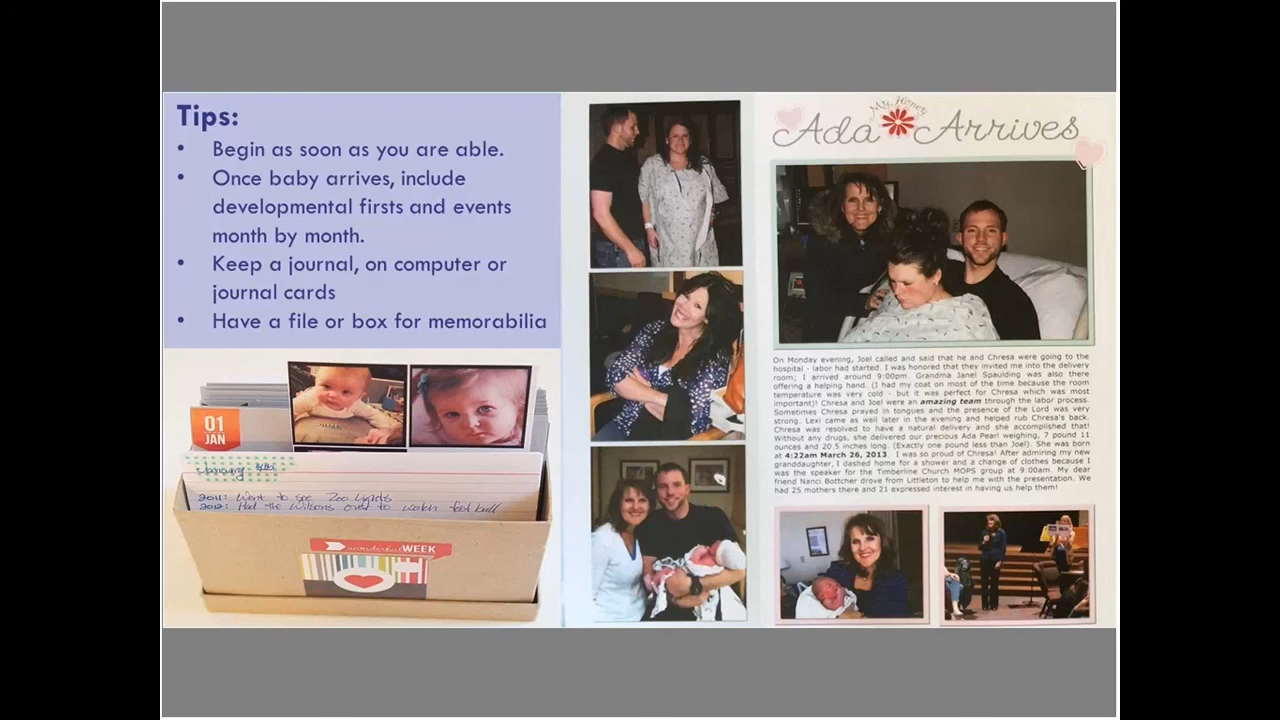 Tips:
• Begin as soon as you are able.
• Once baby arrives, include
developmental firsts and events
month by month.
• Keep a journal, on computer or
journal cards
• Have a file or box for memorabilia
01
JAN
January 4th
2011: Went to see Zoo Lights
2012: Had the Wilsons over to watch football
wonderful WEEK
My Honey
Ada Arrives
On Monday evening, Joel called and said that he and Chresa were going to the
hospital - labor had started. I was honored that they invited me into the delivery
room; I arrived around 9:00pm. Grandma Janel Spaulding was also there
offering a helping hand. (I had my coat on most of the time because the room
temperature was very cold - but it was perfect for Chresa which was most
important)! Chresa and Joel were an amazing team through the labor process.
Sometimes Chresa prayed in tongues and the presence of the Lord was very
strong. Lexi came as well later in the evening and helped rub Chresa's back.
Chresa was resolved to have a natural delivery and she accomplished that!
Without any drugs, she delivered our precious Ada Pearl weighing, 7 pound 11
ounces and 20.5 inches long. (Exactly one pound less than Joel). She was born
at 4:22am March 26, 2013. I was so proud of Chresa! After admiring my new
granddaughter, I dashed home for a shower and a change of clothes because I
was the speaker for the Timberline Church MOPS group at 9:00am. My dear
friend Nanci Bottcher drove from Littleton to help me with the presentation. We
had 25 mothers there and 21 expressed interest in having us help them!